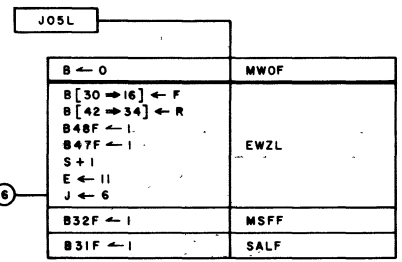 J05L
B ← 0 MWOF
B [30 ⇒ 16] ← F
B [42 ⇒ 34] ← R
B48F ← 1
B47F ← 1 EWZL
S + 1
E ← 11
6 J ← 6
B32F ← 1 MSFF
B31F ← 1 SALF